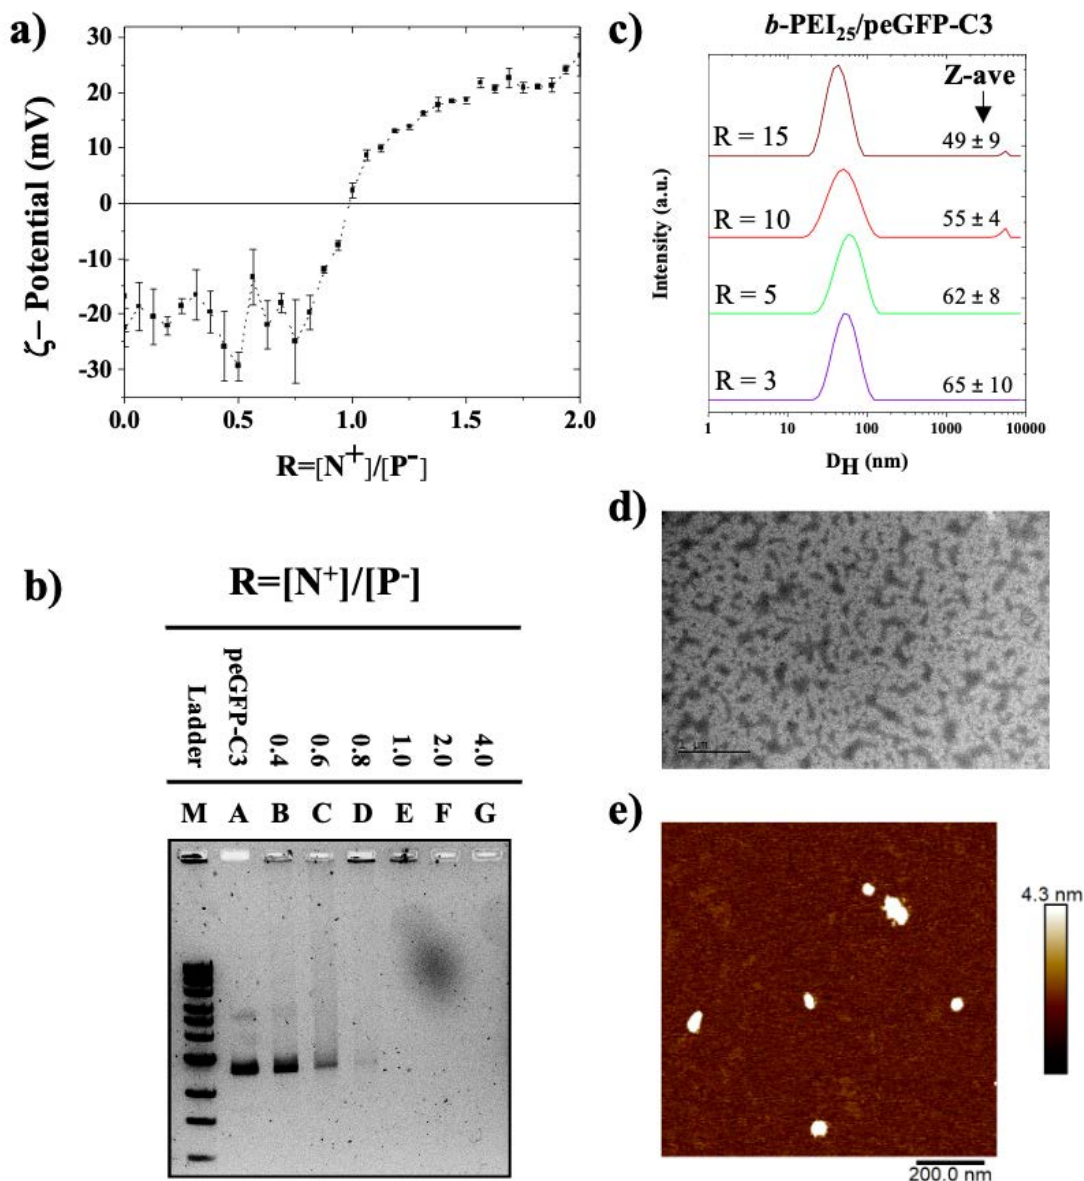 a)
30
20
10
0
-10
-20
-30
ζ– Potential (mV)
0.0 0.5 1.0 1.5 2.0
R=[N⁺]/[P⁻]
c)
b-PEI₂₅/peGFP-C3
Z-ave
R = 15 49 ± 9
R = 10 55 ± 4
R = 5 62 ± 8
R = 3 65 ± 10
Intensity (a.u.)
1 10 100 1000 10000
D_H (nm)
b)
R=[N⁺]/[P⁻]
Ladder peGFP-C3 0.4 0.6 0.8 1.0 2.0 4.0
M A B C D E F G
d)
e)
4.3 nm
200.0 nm